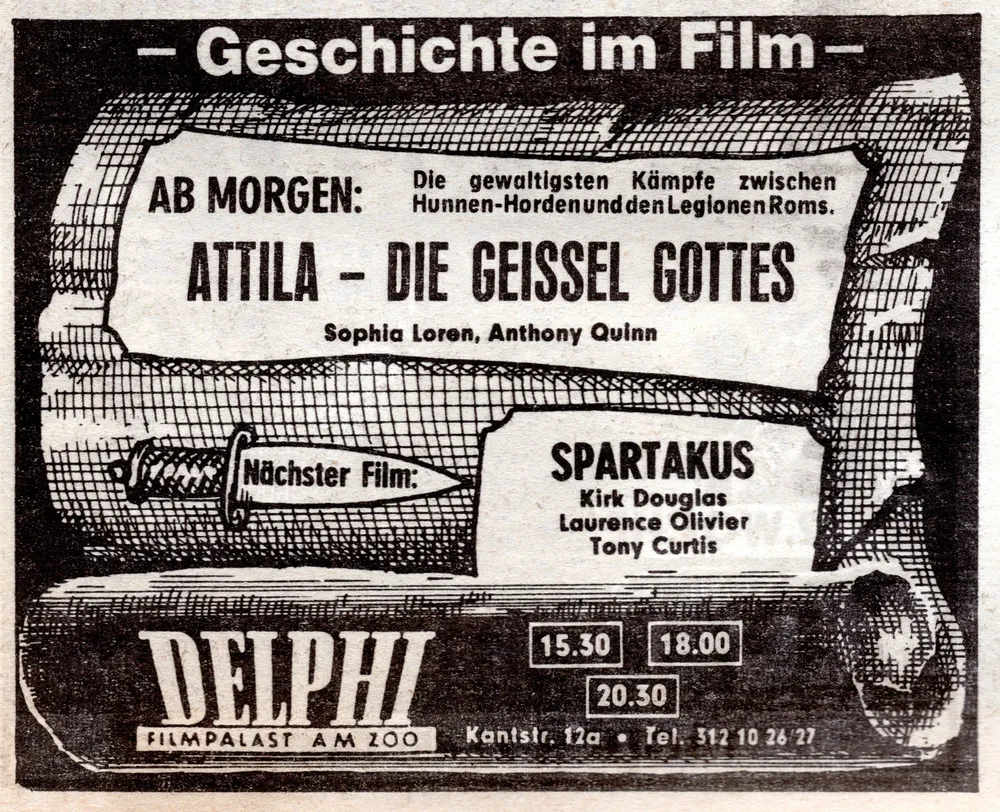 – Geschichte im Film –
AB MORGEN:
Die gewaltigsten Kämpfe zwischen
Hunnen-Horden und den Legionen Roms.
ATTILA – DIE GEISSEL GOTTES
Sophia Loren, Anthony Quinn
Nächster Film:
SPARTAKUS
Kirk Douglas
Laurence Olivier
Tony Curtis
DELPHI
FILMPALAST AM ZOO
15.30 18.00
20.30
Kantstr. 12a • Tel. 312 10 26/27